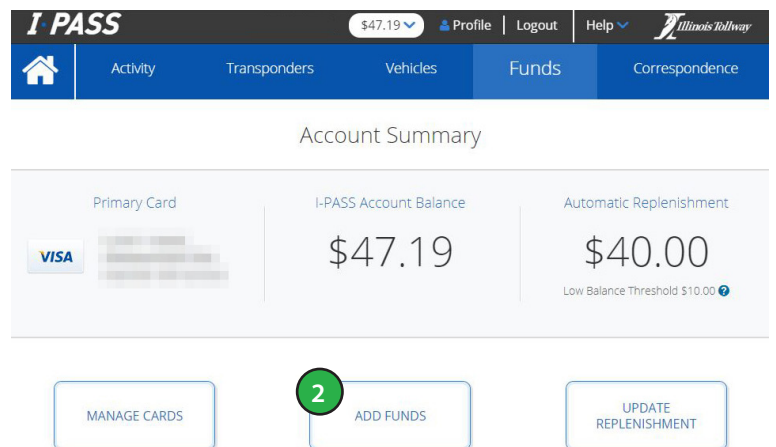 I-PASS
$47.19 Profile Logout Help Illinois Tollway
Activity Transponders Vehicles Funds Correspondence
Account Summary
Primary Card I-PASS Account Balance Automatic Replenishment
VISA $47.19 $40.00
Low Balance Threshold $10.00 ?
2
MANAGE CARDS ADD FUNDS UPDATE
REPLENISHMENT